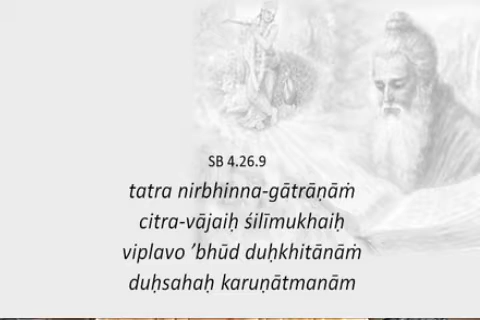 SB 4.26.9
tatra nirbhinna-gātrāṇāṁ
citra-vājaiḥ śilīmukhaiḥ
viplavo ’bhūd duḥkhitānāṁ
duḥsahaḥ karuṇātmanām